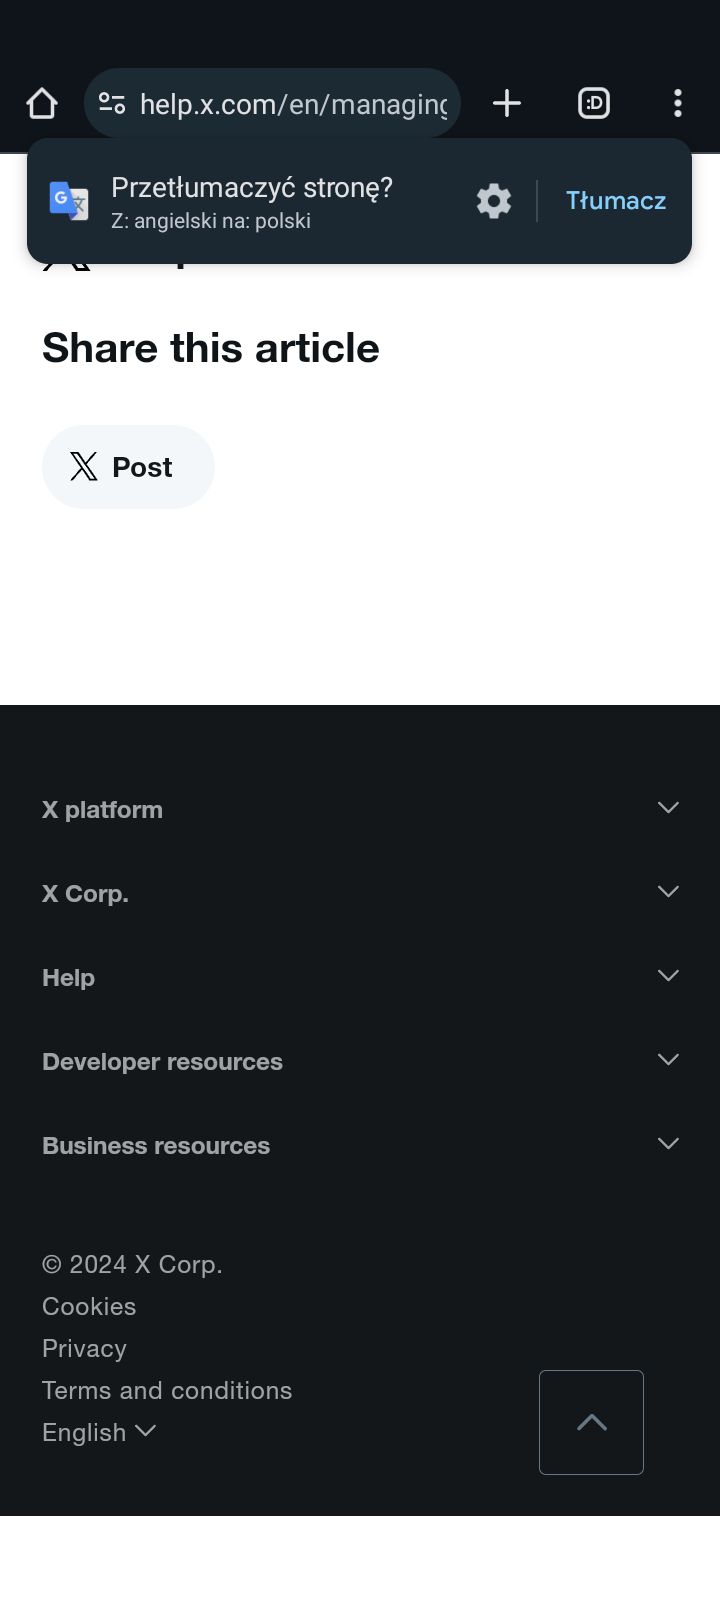 help.x.com/en/managing
:D
Przetłumaczyć stronę?
Z: angielski na: polski
Tłumacz
Share this article
Post
X platform
X Corp.
Help
Developer resources
Business resources
© 2024 X Corp.
Cookies
Privacy
Terms and conditions
English